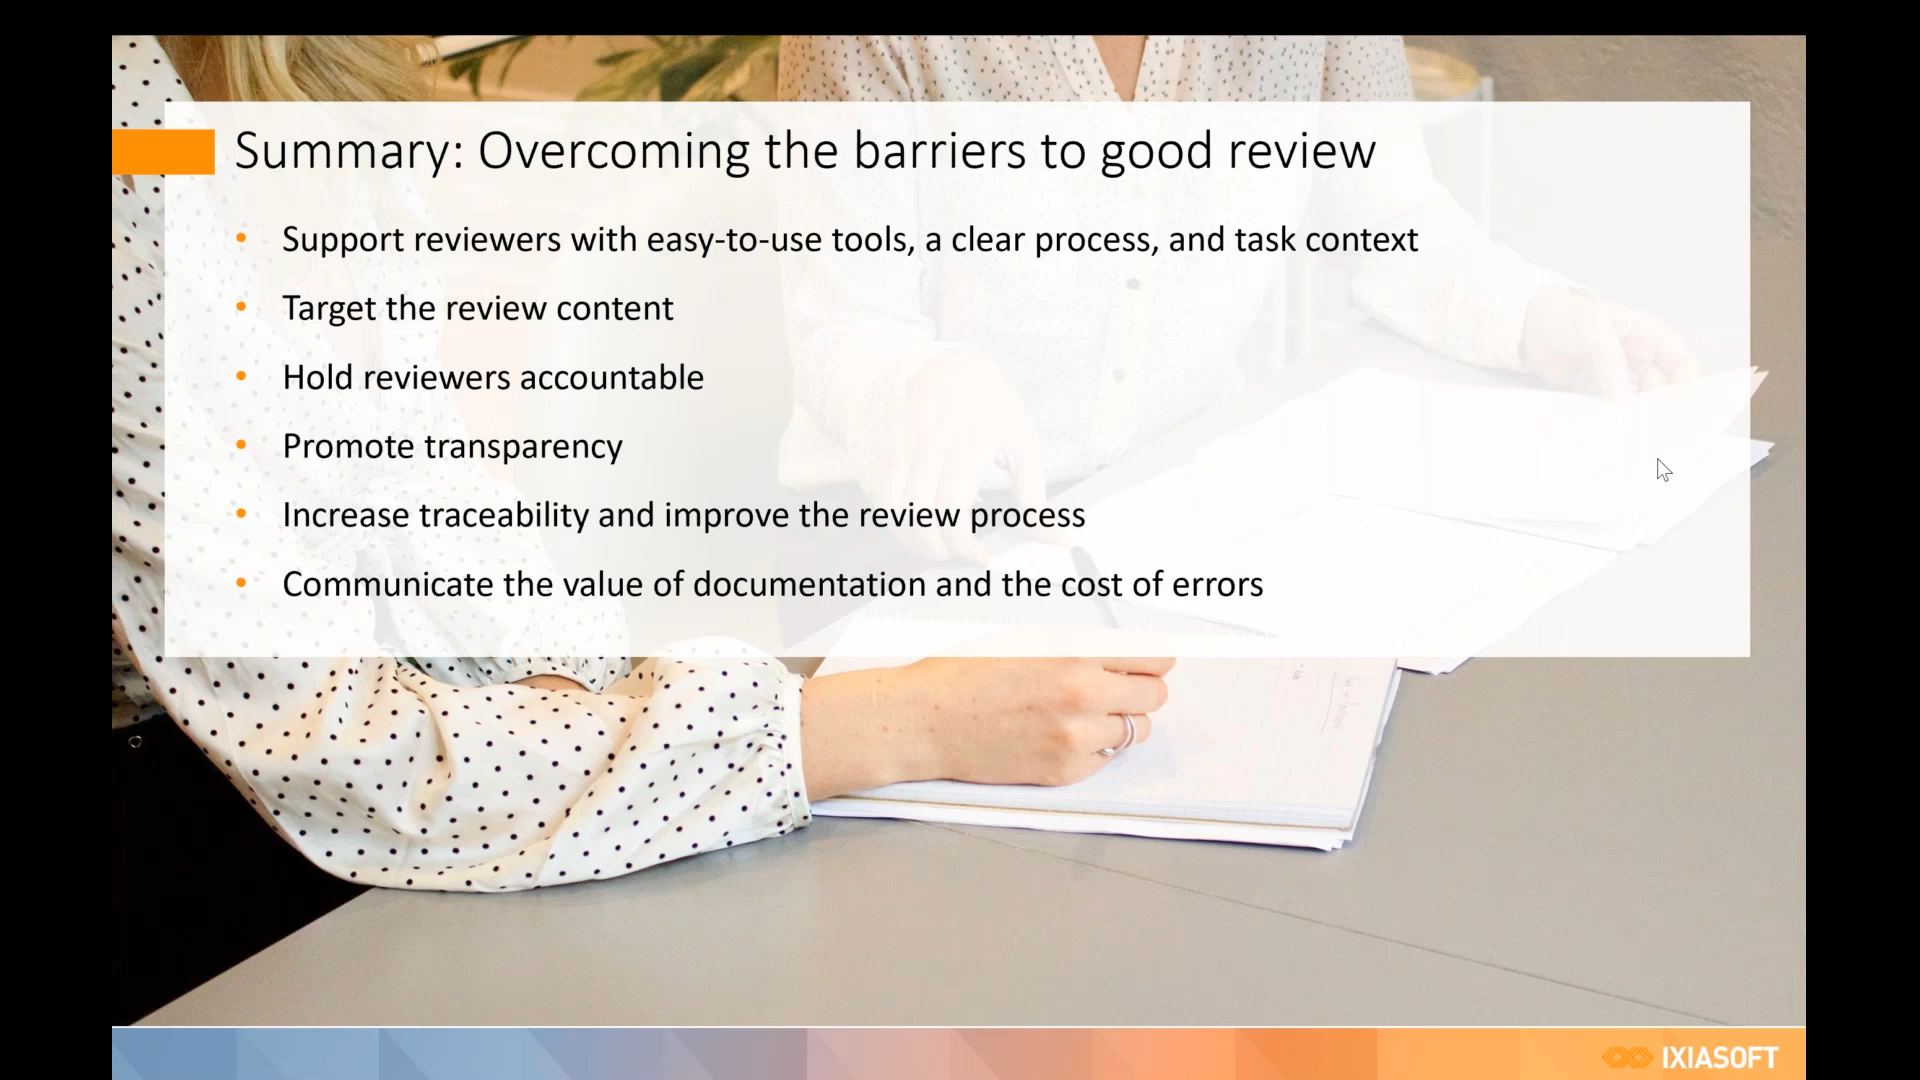 Summary: Overcoming the barriers to good review
• Support reviewers with easy-to-use tools, a clear process, and task context
• Target the review content
• Hold reviewers accountable
• Promote transparency
• Increase traceability and improve the review process
• Communicate the value of documentation and the cost of errors
IXIASOFT